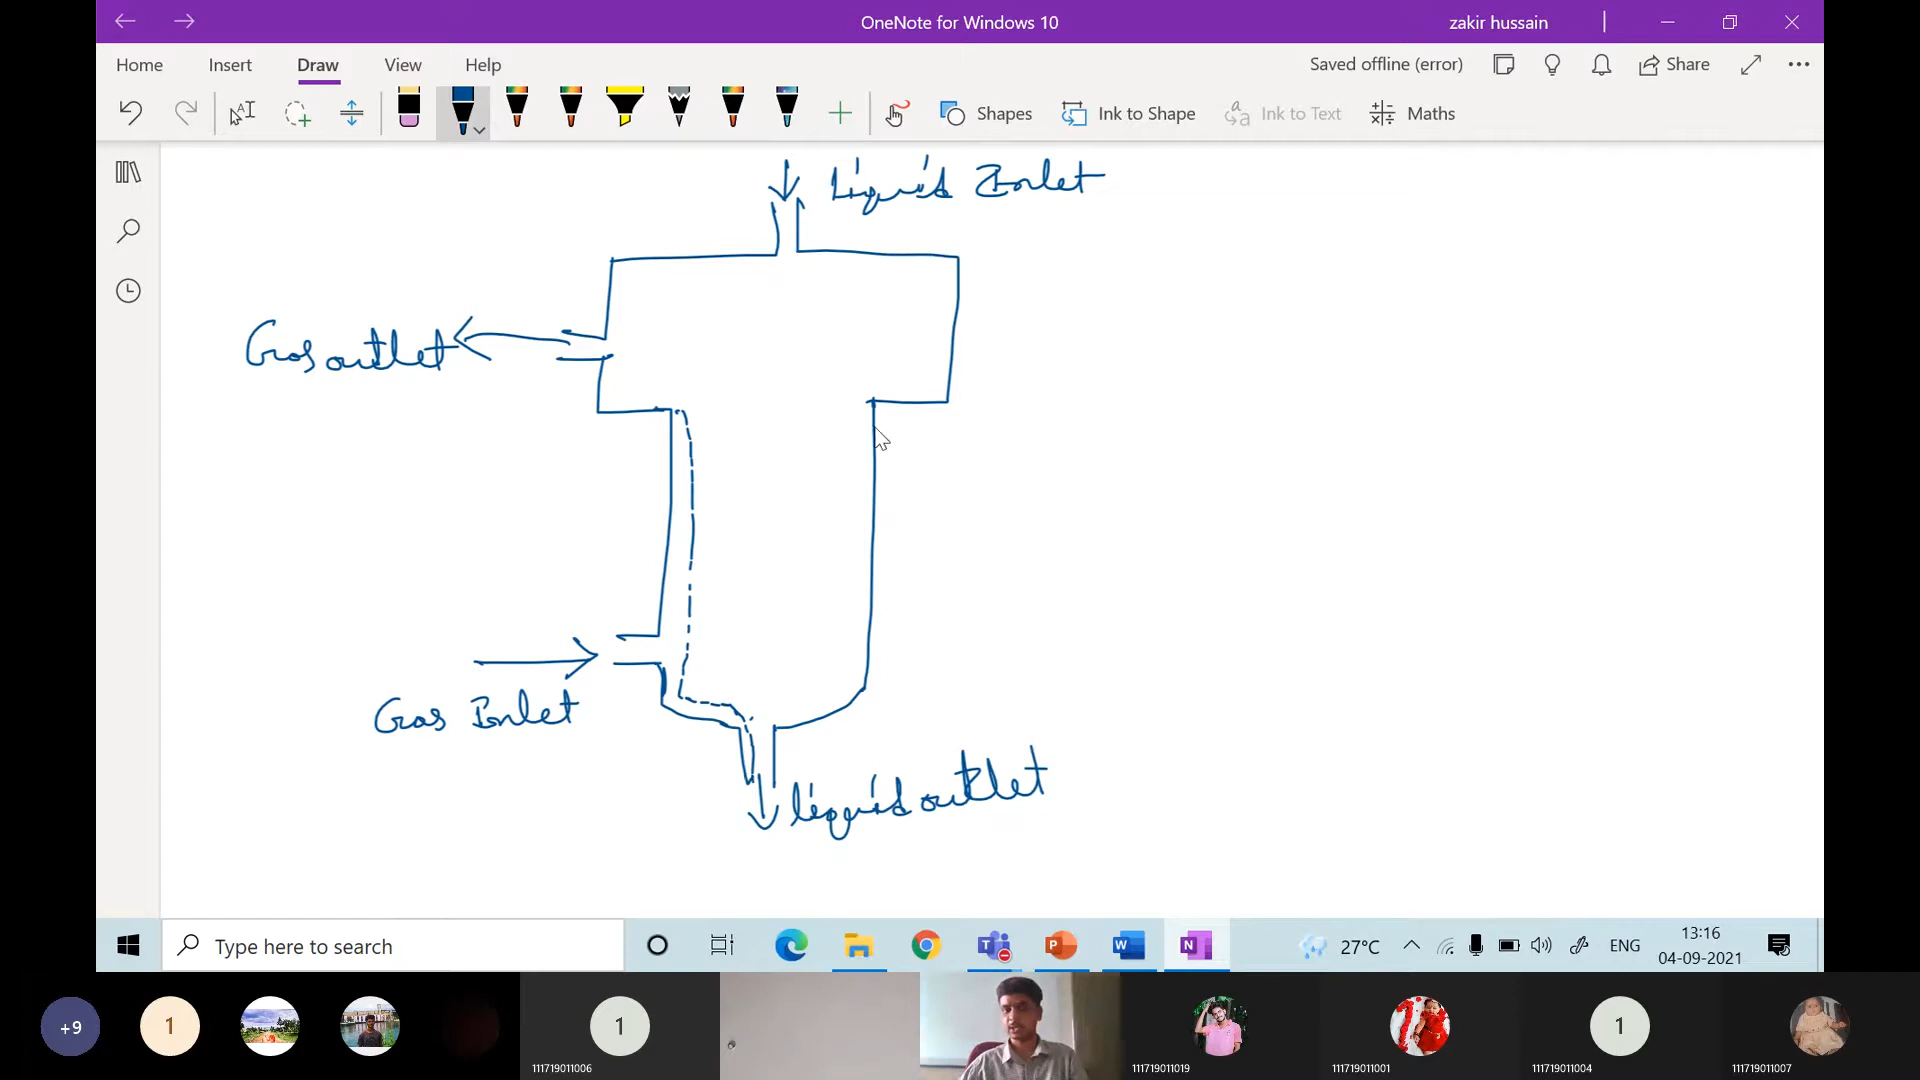 OneNote for Windows 10
zakir hussain
Home Insert Draw View Help
Saved offline (error) Share
Shapes Ink to Shape Ink to Text Maths
Liquid Inlet
Gas outlet
Gas Inlet
liquid outlet
Type here to search
27°C ENG 13:16
04-09-2021
+9 1 1 1
111719011006 111719011019 111719011001 111719011004 111719011007